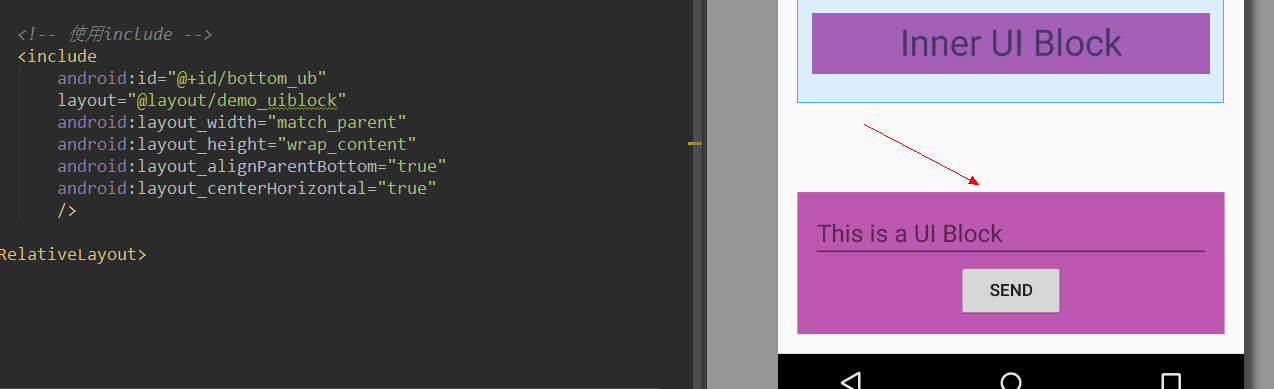 <!-- 使用include -->
<include
android:id="@+id/bottom_ub"
layout="@layout/demo_uiblock"
android:layout_width="match_parent"
android:layout_height="wrap_content"
android:layout_alignParentBottom="true"
android:layout_centerHorizontal="true"
/>
RelativeLayout>
Inner UI Block
This is a UI Block
SEND